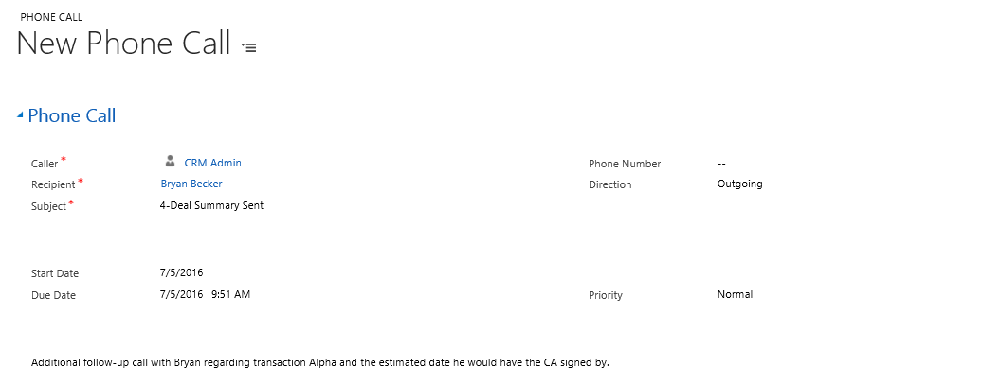 PHONE CALL
New Phone Call
Phone Call
Caller * CRM Admin Phone Number --
Recipient * Bryan Becker Direction Outgoing
Subject * 4-Deal Summary Sent
Start Date 7/5/2016
Due Date 7/5/2016 9:51 AM Priority Normal
Additional follow-up call with Bryan regarding transaction Alpha and the estimated date he would have the CA signed by.